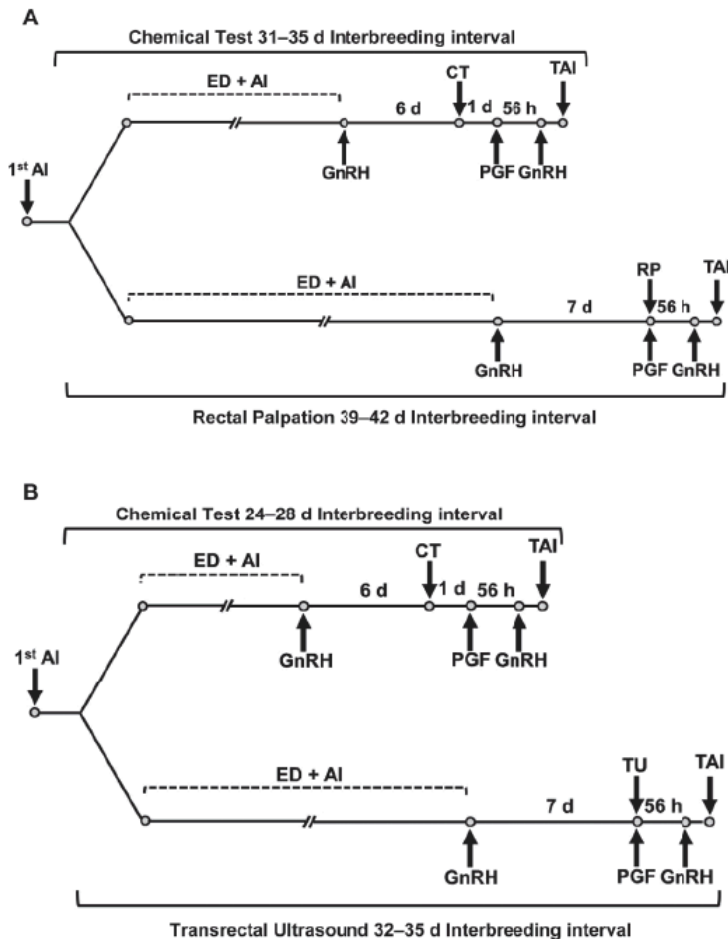 A
Chemical Test 31–35 d Interbreeding interval
ED + AI
CT
TAI
6 d
1 d
56 h
GnRH
PGF
GnRH
1st AI
ED + AI
RP
TAI
7 d
56 h
GnRH
PGF
GnRH
Rectal Palpation 39–42 d Interbreeding interval
B
Chemical Test 24–28 d Interbreeding interval
ED + AI
CT
TAI
6 d
1 d
56 h
GnRH
PGF
GnRH
1st AI
ED + AI
TU
TAI
7 d
56 h
GnRH
PGF
GnRH
Transrectal Ultrasound 32–35 d Interbreeding interval